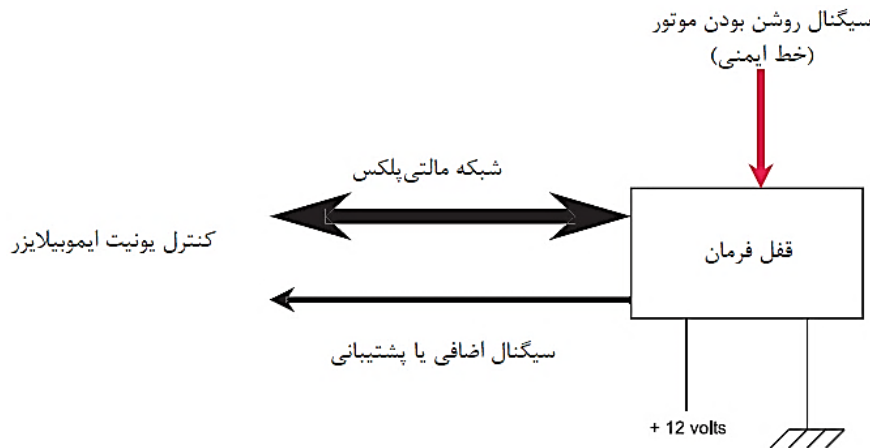 سیگنال روشن بودن موتور
(خط ایمنی)
شبکه مالتی‌پلکس
قفل فرمان
کنترل یونیت ایموبیلایزر
سیگنال اضافی یا پشتیبانی
+ 12 volts